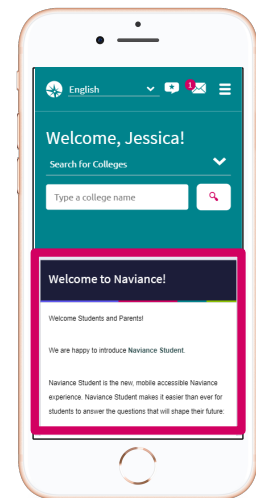 English
1
Welcome, Jessica!
Search for Colleges
Type a college name
Welcome to Naviance!
Welcome Students and Parents!
We are happy to introduce Naviance Student.
Naviance Student is the new, mobile accessible Naviance
experience. Naviance Student makes it easier than ever for
students to answer the questions that will shape their future: